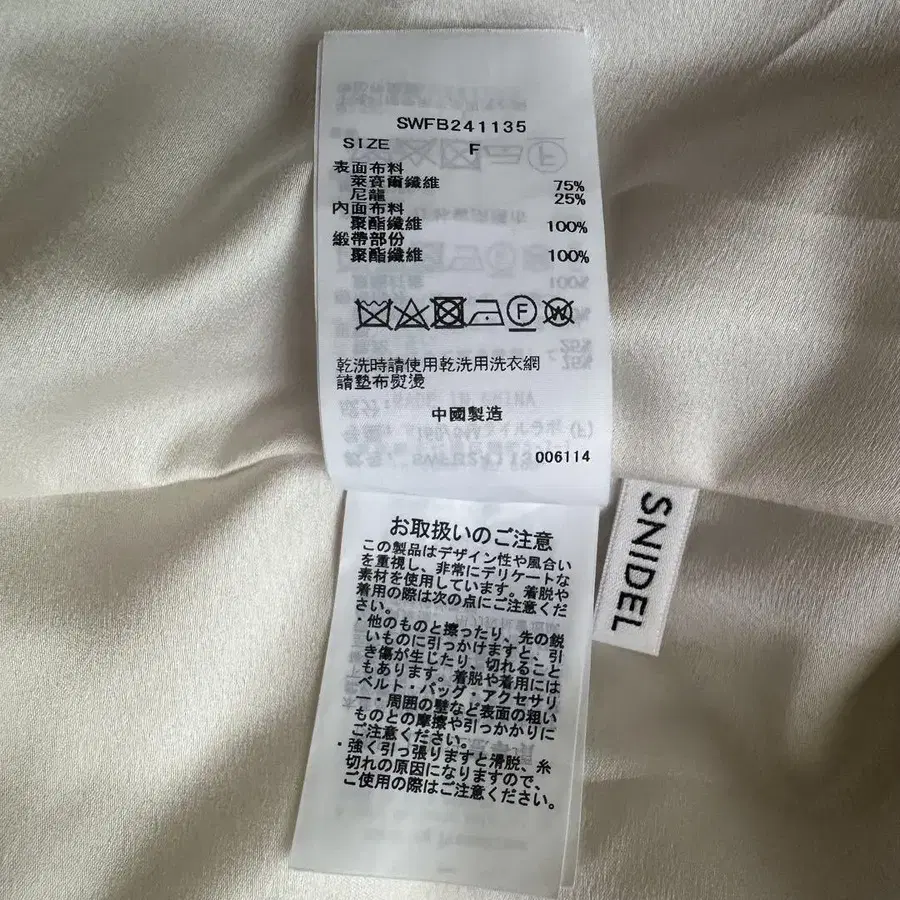 SWFB241135
SIZE F
表面布料
萊賽爾纖維 75%
尼龍 25%
內面布料
聚酯纖維 100%
緞帶部份
聚酯纖維 100%
F W
乾洗時請使用乾洗用洗衣網
請墊布熨燙
中國製造
006114
SNIDEL
お取扱いのご注意
この製品はデザイン性や風合い
を重視し、非常にデリケートな
素材を使用しています。着脱や
着用の際は次の点にご注意くだ
さい。
・他のものと擦ったり、先の鋭
いものに引っかけますと、引
き傷が生じたり、切れること
もあります。着脱や着用には
ベルト・バッグ・アクセサリ
ー・周囲の壁など表面の粗い
ものとの摩擦や引っかかりに
ご注意ください。
・強く引っ張りますと滑脱、糸
切れの原因になりますので、
ご使用の際はご注意ください。